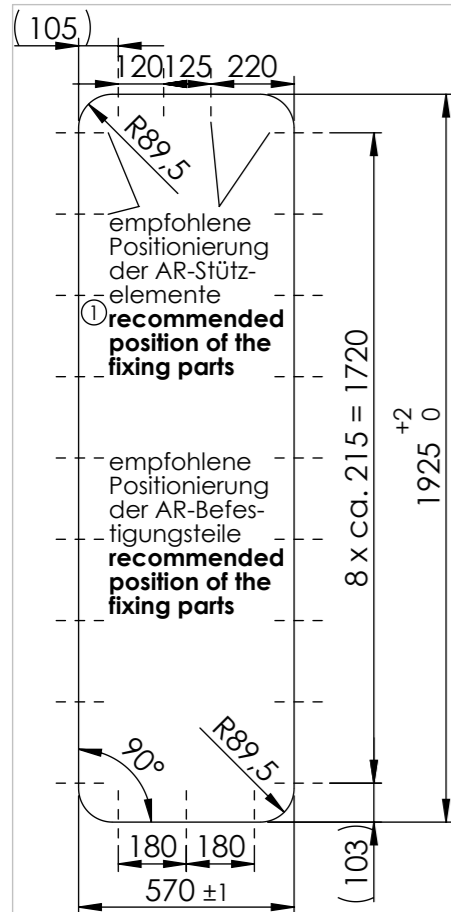 (105)
120 125 220
R89,5
empfohlene
Positionierung
der AR-Stütz-
elemente
1 recommended
position of the
fixing parts
8 x ca. 215 = 1720
1925 +2 0
empfohlene
Positionierung
der AR-Befes-
tigungsteile
recommended
position of the
fixing parts
R89,5
90°
180 180
(103)
570 ±1